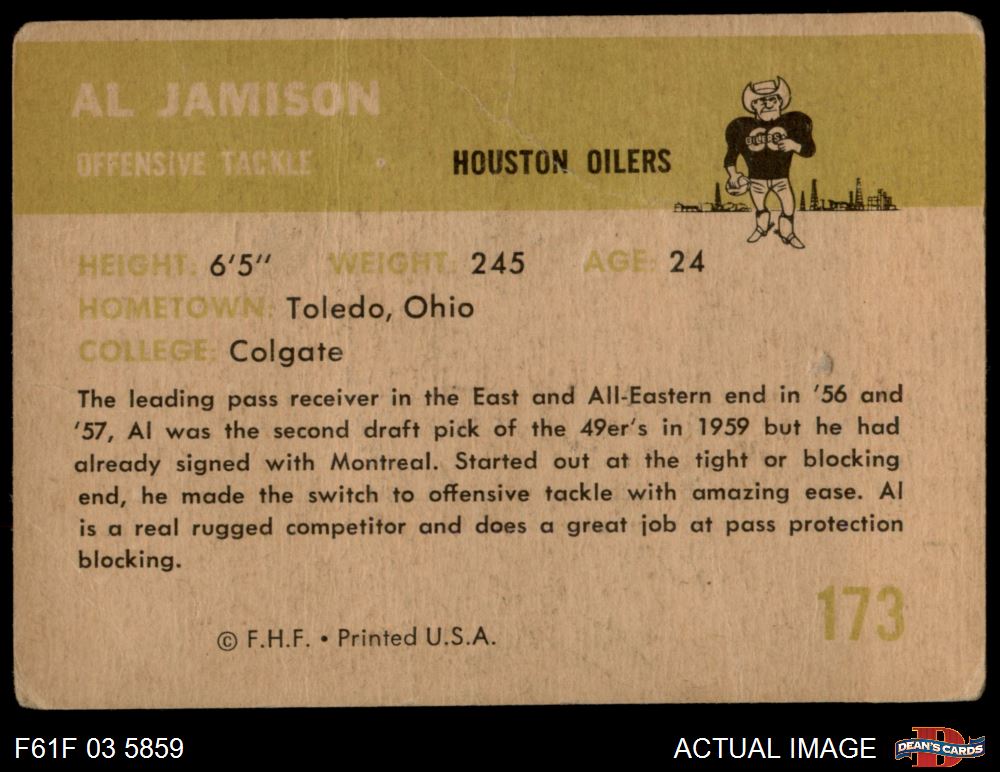 AL JAMISON
OFFENSIVE TACKLE
HOUSTON OILERS
OILERS
HEIGHT: 6'5" WEIGHT: 245 AGE: 24
HOMETOWN: Toledo, Ohio
COLLEGE: Colgate
The leading pass receiver in the East and All-Eastern end in '56 and
'57, Al was the second draft pick of the 49er's in 1959 but he had
already signed with Montreal. Started out at the tight or blocking
end, he made the switch to offensive tackle with amazing ease. Al
is a real rugged competitor and does a great job at pass protection
blocking.
173
© F.H.F. • Printed U.S.A.
F61F 03 5859
ACTUAL IMAGE
DEAN'S CARDS